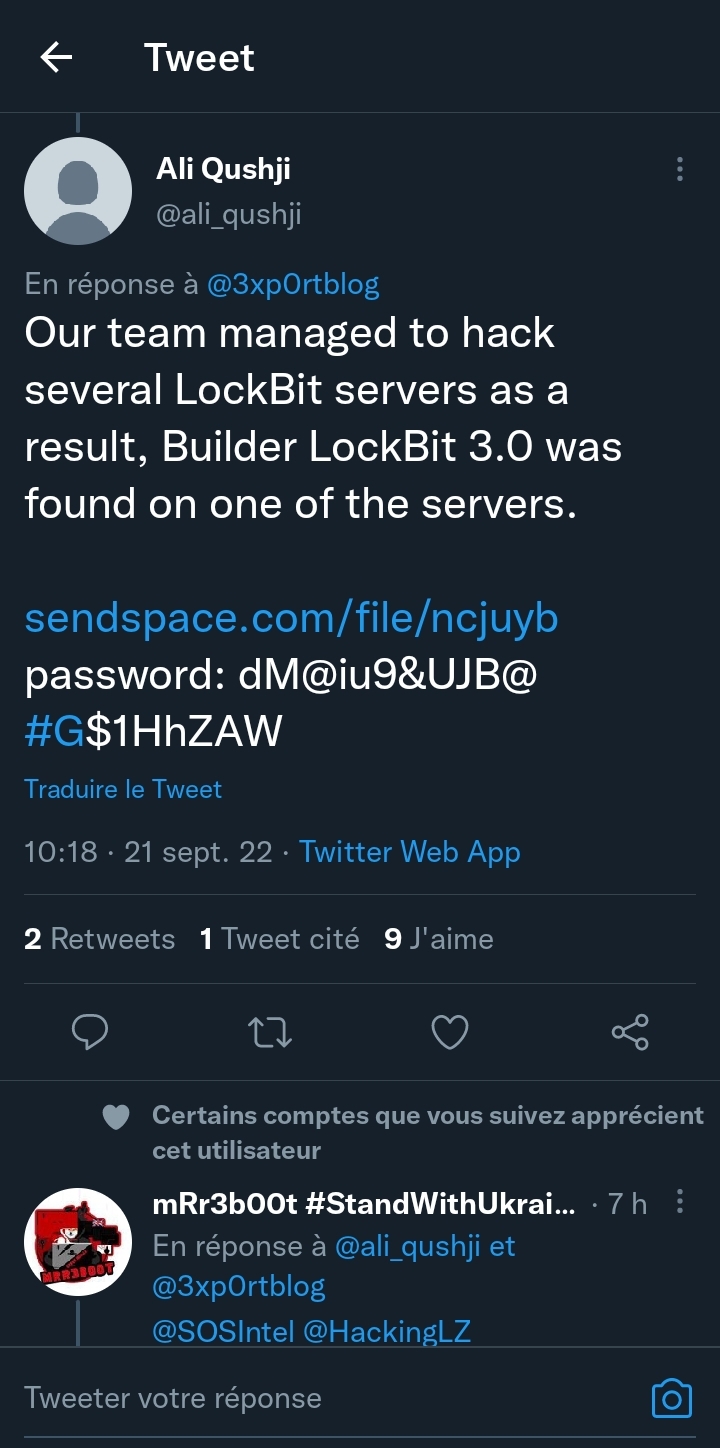 Tweet
Ali Qushji
@ali_qushji
En réponse à @3xp0rtblog
Our team managed to hack
several LockBit servers as a
result, Builder LockBit 3.0 was
found on one of the servers.
sendspace.com/file/ncjuyb
password: dM@iu9&UJB@
#G$1HhZAW
Traduire le Tweet
10:18 · 21 sept. 22 · Twitter Web App
2 Retweets 1 Tweet cité 9 J'aime
Certains comptes que vous suivez apprécient
cet utilisateur
mRr3b00t #StandWithUkrai... · 7 h
MRR3B00T
En réponse à @ali_qushji et
@3xp0rtblog
@SOSIntel @HackingLZ
Tweeter votre réponse